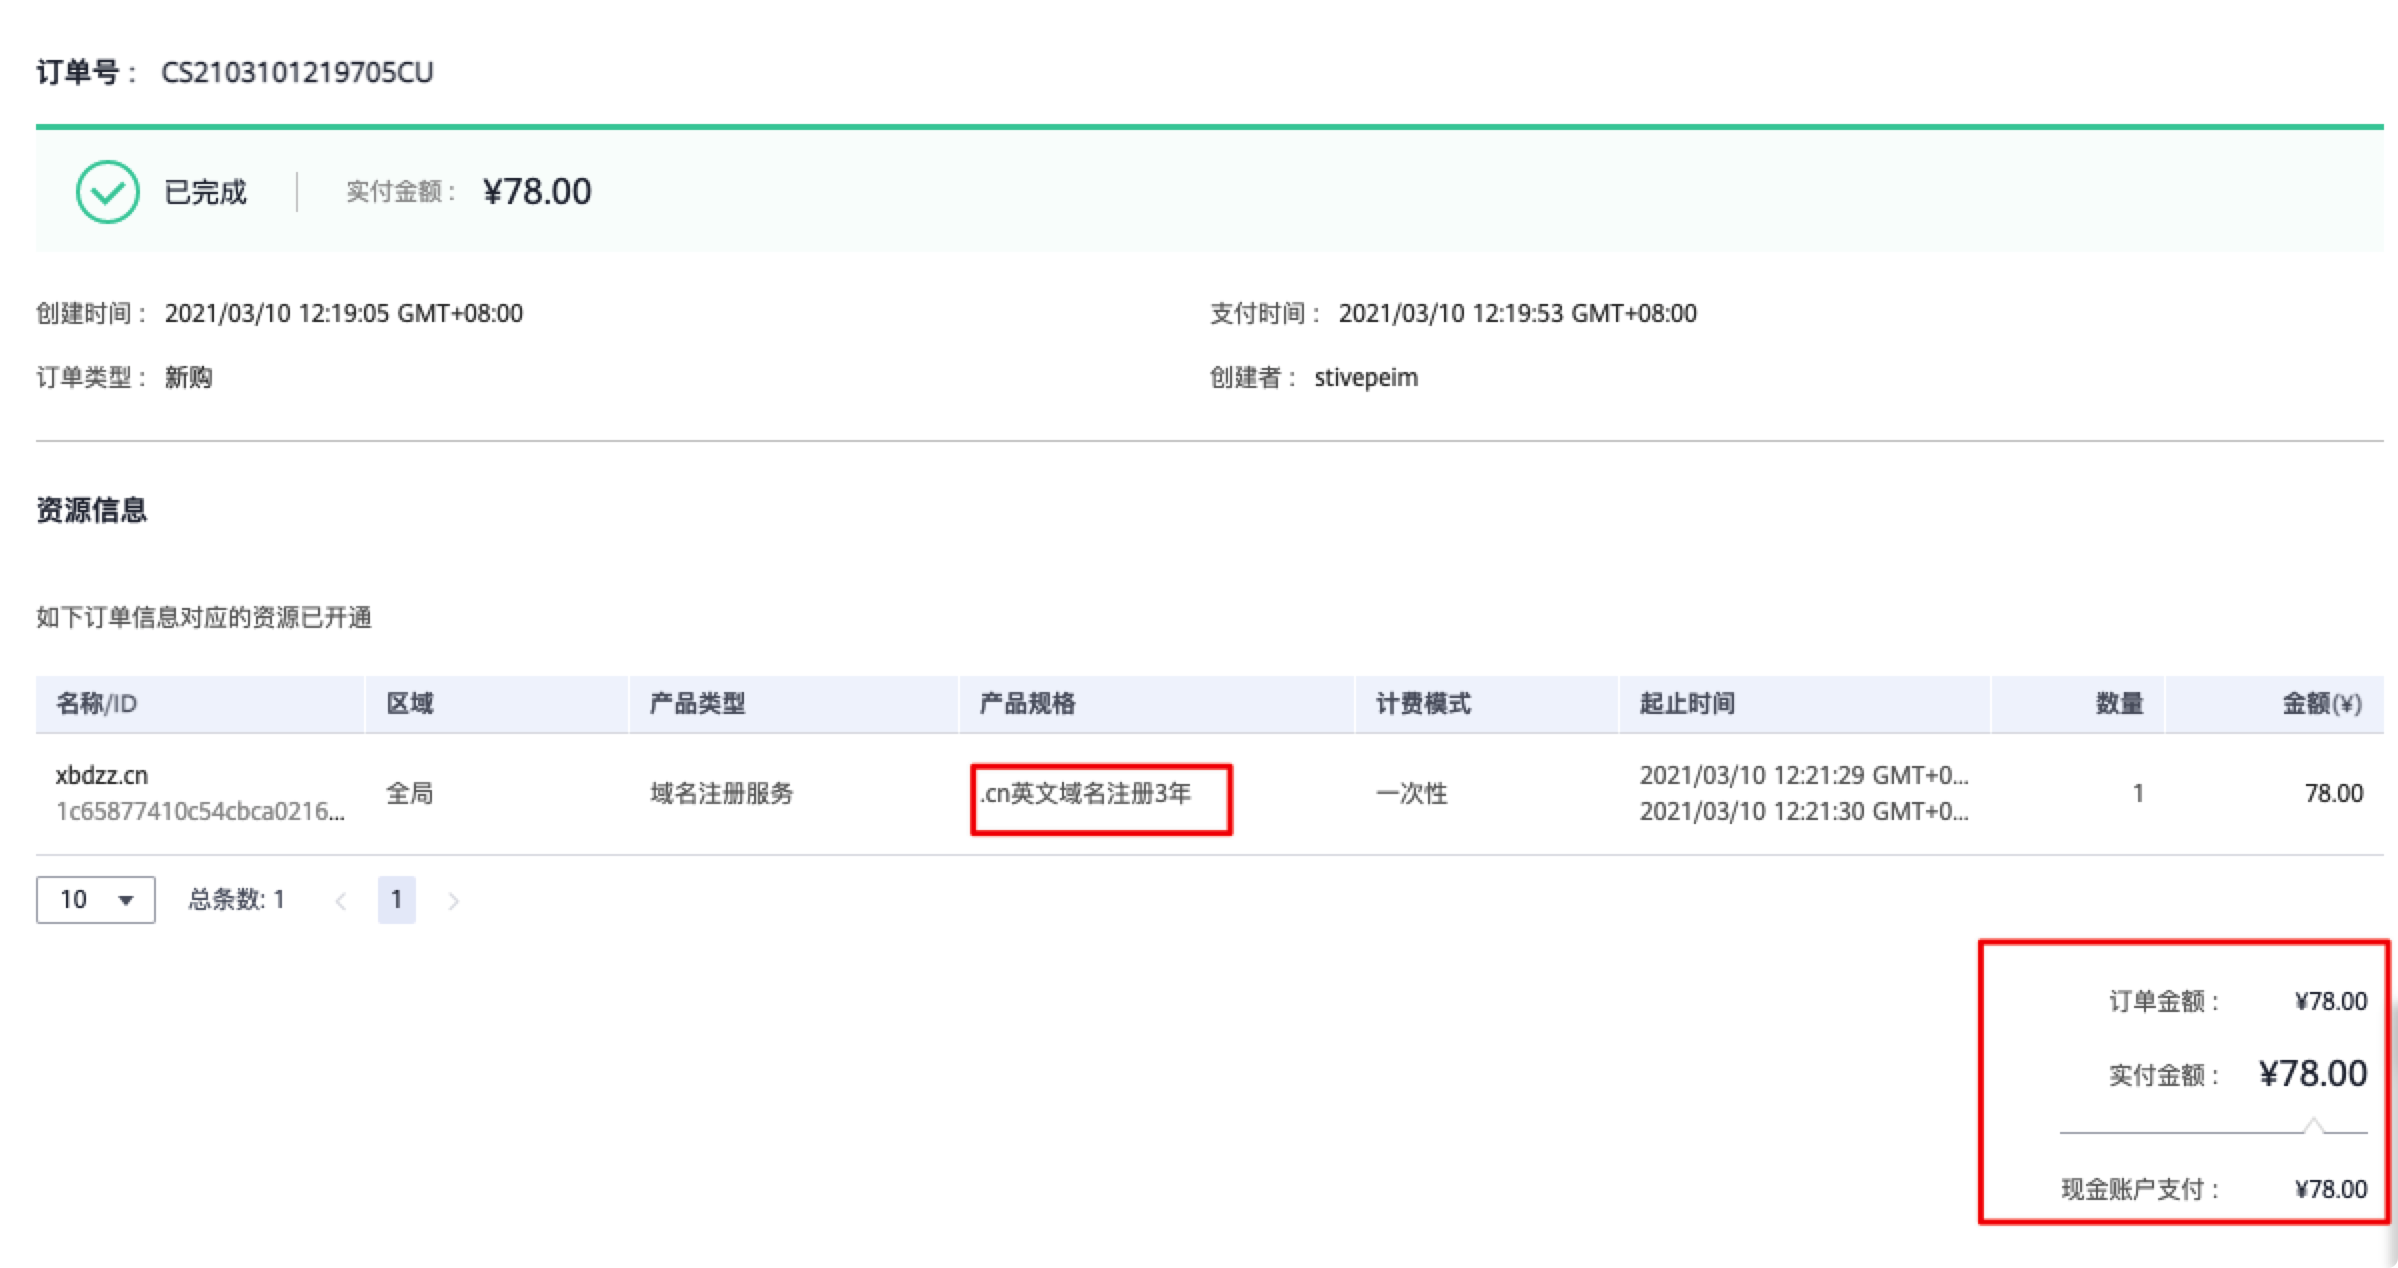 订单号： CS2103101219705CU
已完成 实付金额： ¥78.00
创建时间： 2021/03/10 12:19:05 GMT+08:00
支付时间： 2021/03/10 12:19:53 GMT+08:00
订单类型： 新购
创建者： stivepeim
资源信息
如下订单信息对应的资源已开通
名称/ID 区域 产品类型 产品规格 计费模式 起止时间 数量 金额(¥)
xbdzz.cn
1c65877410c54cbca0216...
全局
域名注册服务
.cn英文域名注册3年
一次性
2021/03/10 12:21:29 GMT+0...
2021/03/10 12:21:30 GMT+0...
1
78.00
10 总条数: 1 < 1 >
订单金额： ¥78.00
实付金额： ¥78.00
现金账户支付： ¥78.00